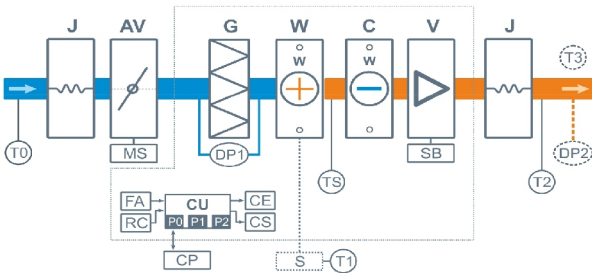 J AV G W C V J
W W T3
T0 MS DP1 TS SB T2 DP2
FA CU CE
RC P0 P1 P2 CS
CP S T1